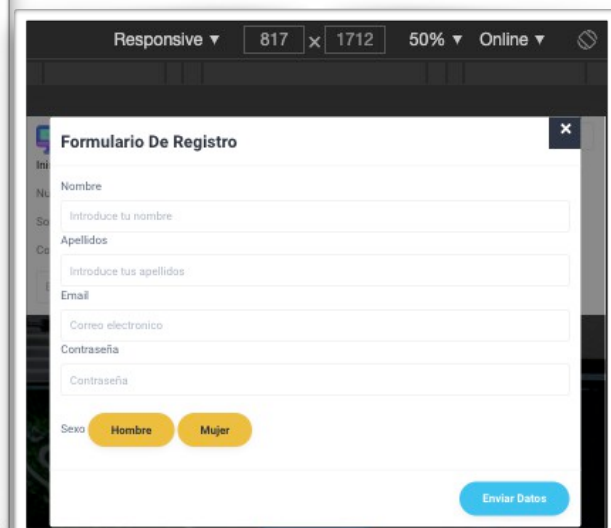 Responsive ▼ 817 x 1712 50% ▼ Online ▼
×
Formulario De Registro
Nombre
Introduce tu nombre
Apellidos
Introduce tus apellidos
Email
Correo electronico
Contraseña
Contraseña
Sexo Hombre Mujer
Enviar Datos